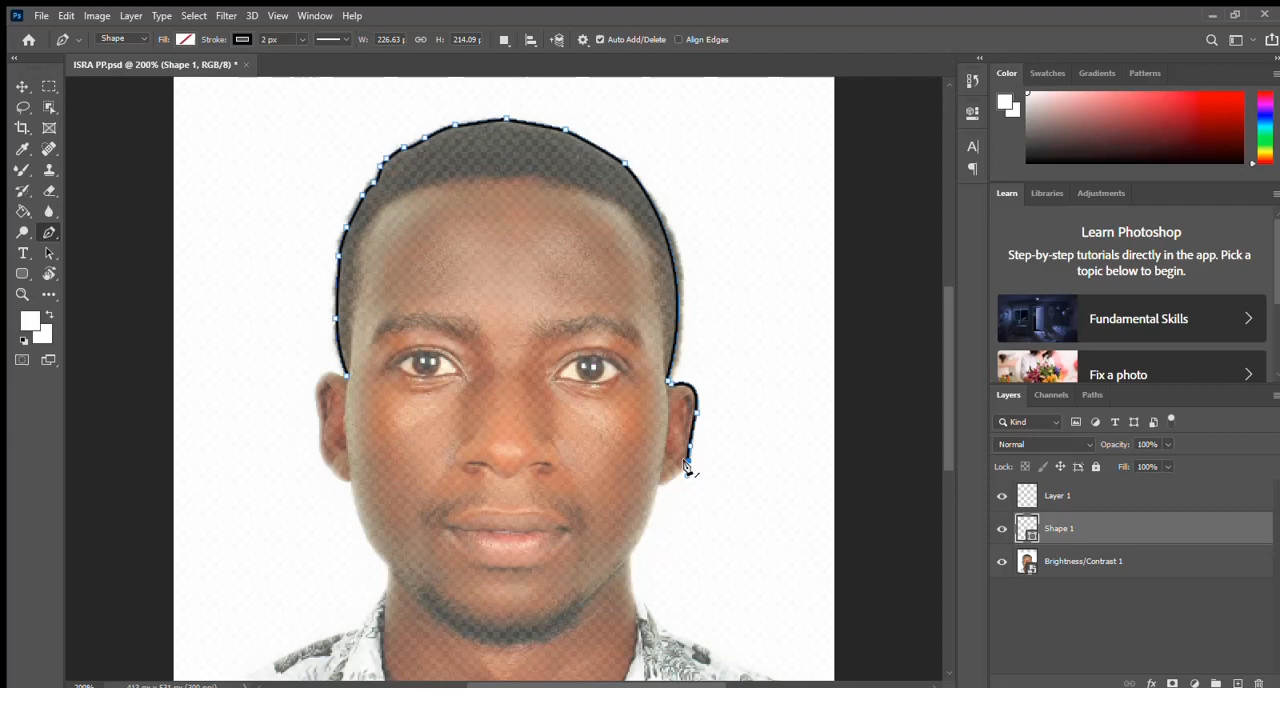 Ps File Edit Image Layer Type Select Filter 3D View Window Help
Shape Fill: Stroke: 2 px W: 226.63 H: 214.09 Auto Add/Delete Align Edges
ISRA PP.psd @ 200% (Shape 1, RGB/8) *
Color Swatches Gradients Patterns
Learn Libraries Adjustments
Learn Photoshop
Step-by-step tutorials directly in the app. Pick a
topic below to begin.
Fundamental Skills
Fix a photo
Layers Channels Paths
Kind
Normal Opacity: 100%
Lock: Fill: 100%
Layer 1
Shape 1
Brightness/Contrast 1
fx